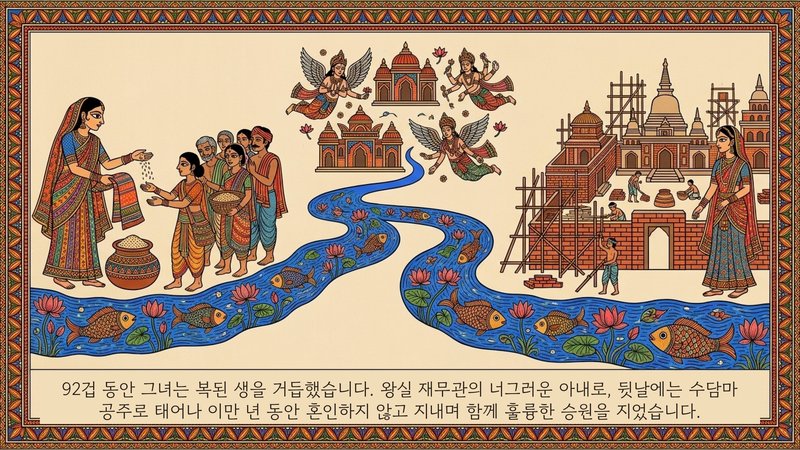 92겁 동안 그녀는 복된 생을 거듭했습니다. 왕실 재무관의 너그러운 아내로, 뒷날에는 수담마
공주로 태어나 이만 년 동안 혼인하지 않고 지내며 함께 훌륭한 승원을 지었습니다.